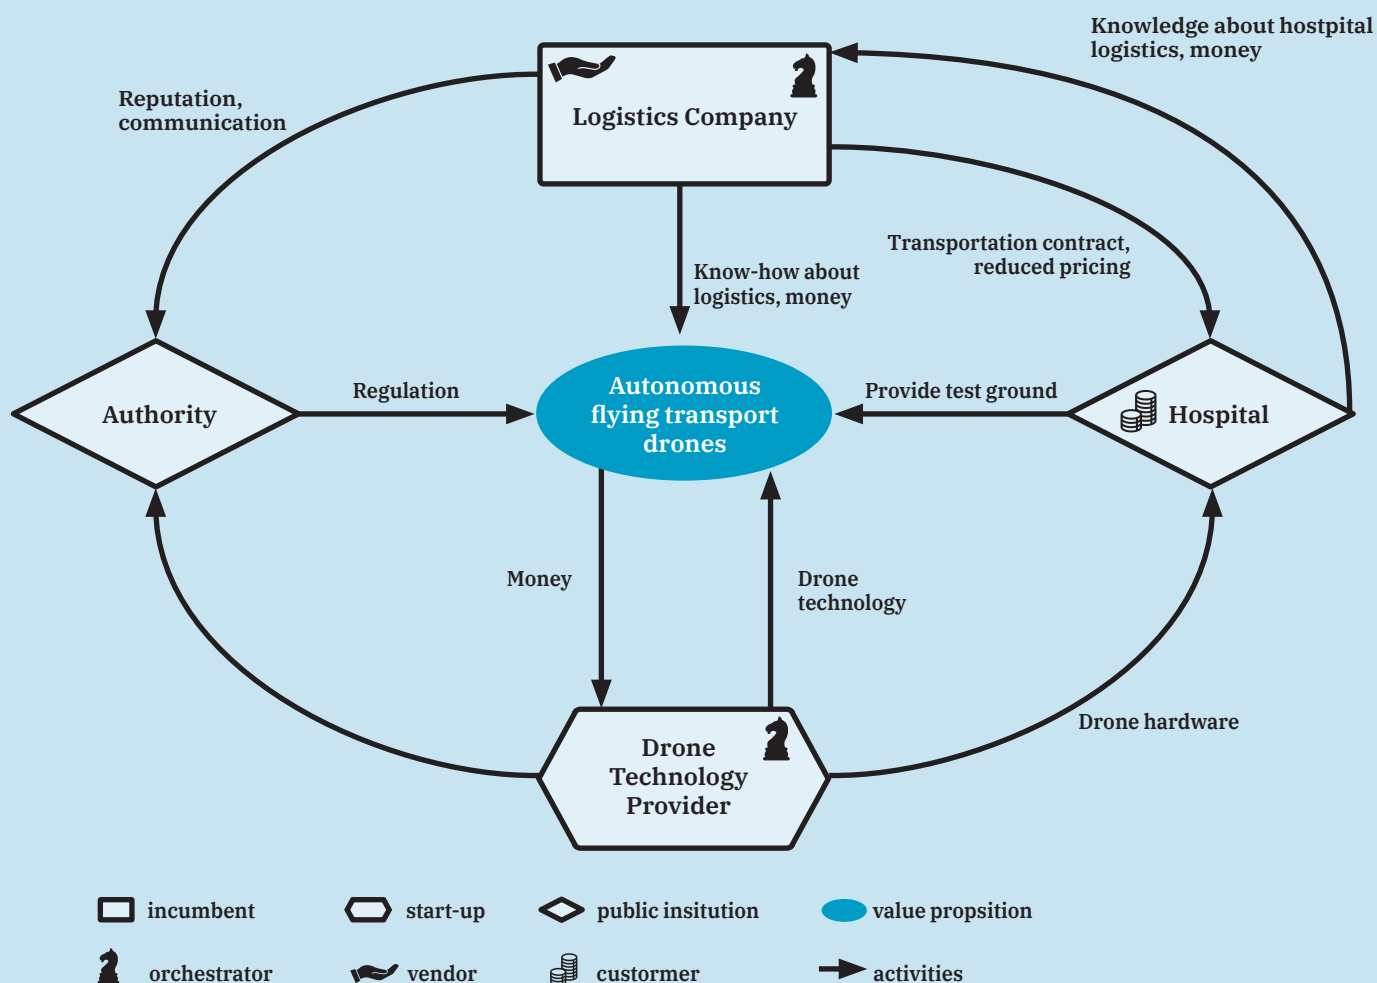 Knowledge about hostpital
logistics, money
Reputation,
communication
Logistics Company
Transportation contract,
reduced pricing
Know-how about
logistics, money
Authority
Regulation
Autonomous
flying transport
drones
Provide test ground
Hospital
Money
Drone
technology
Drone hardware
Drone
Technology
Provider
incumbent
start-up
public insitution
value propsition
orchestrator
vendor
custormer
activities